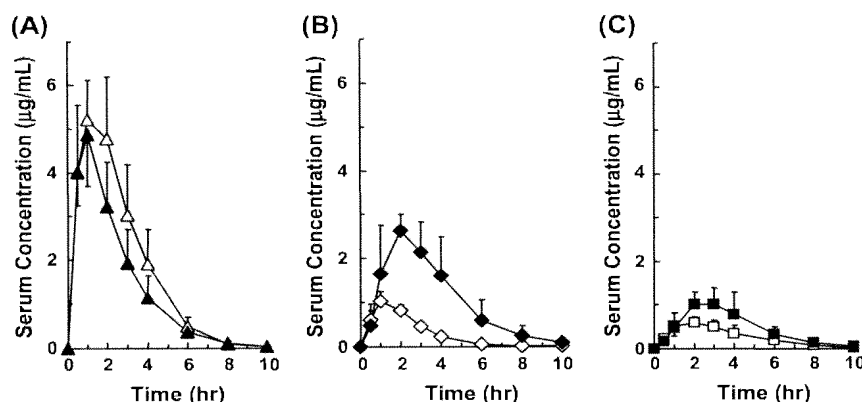 (A)
Serum Concentration (µg/mL)
6
4
2
0
0 2 4 6 8 10
Time (hr)
(B)
Serum Concentration (µg/mL)
6
4
2
0
0 2 4 6 8 10
Time (hr)
(C)
Serum Concentration (µg/mL)
6
4
2
0
0 2 4 6 8 10
Time (hr)